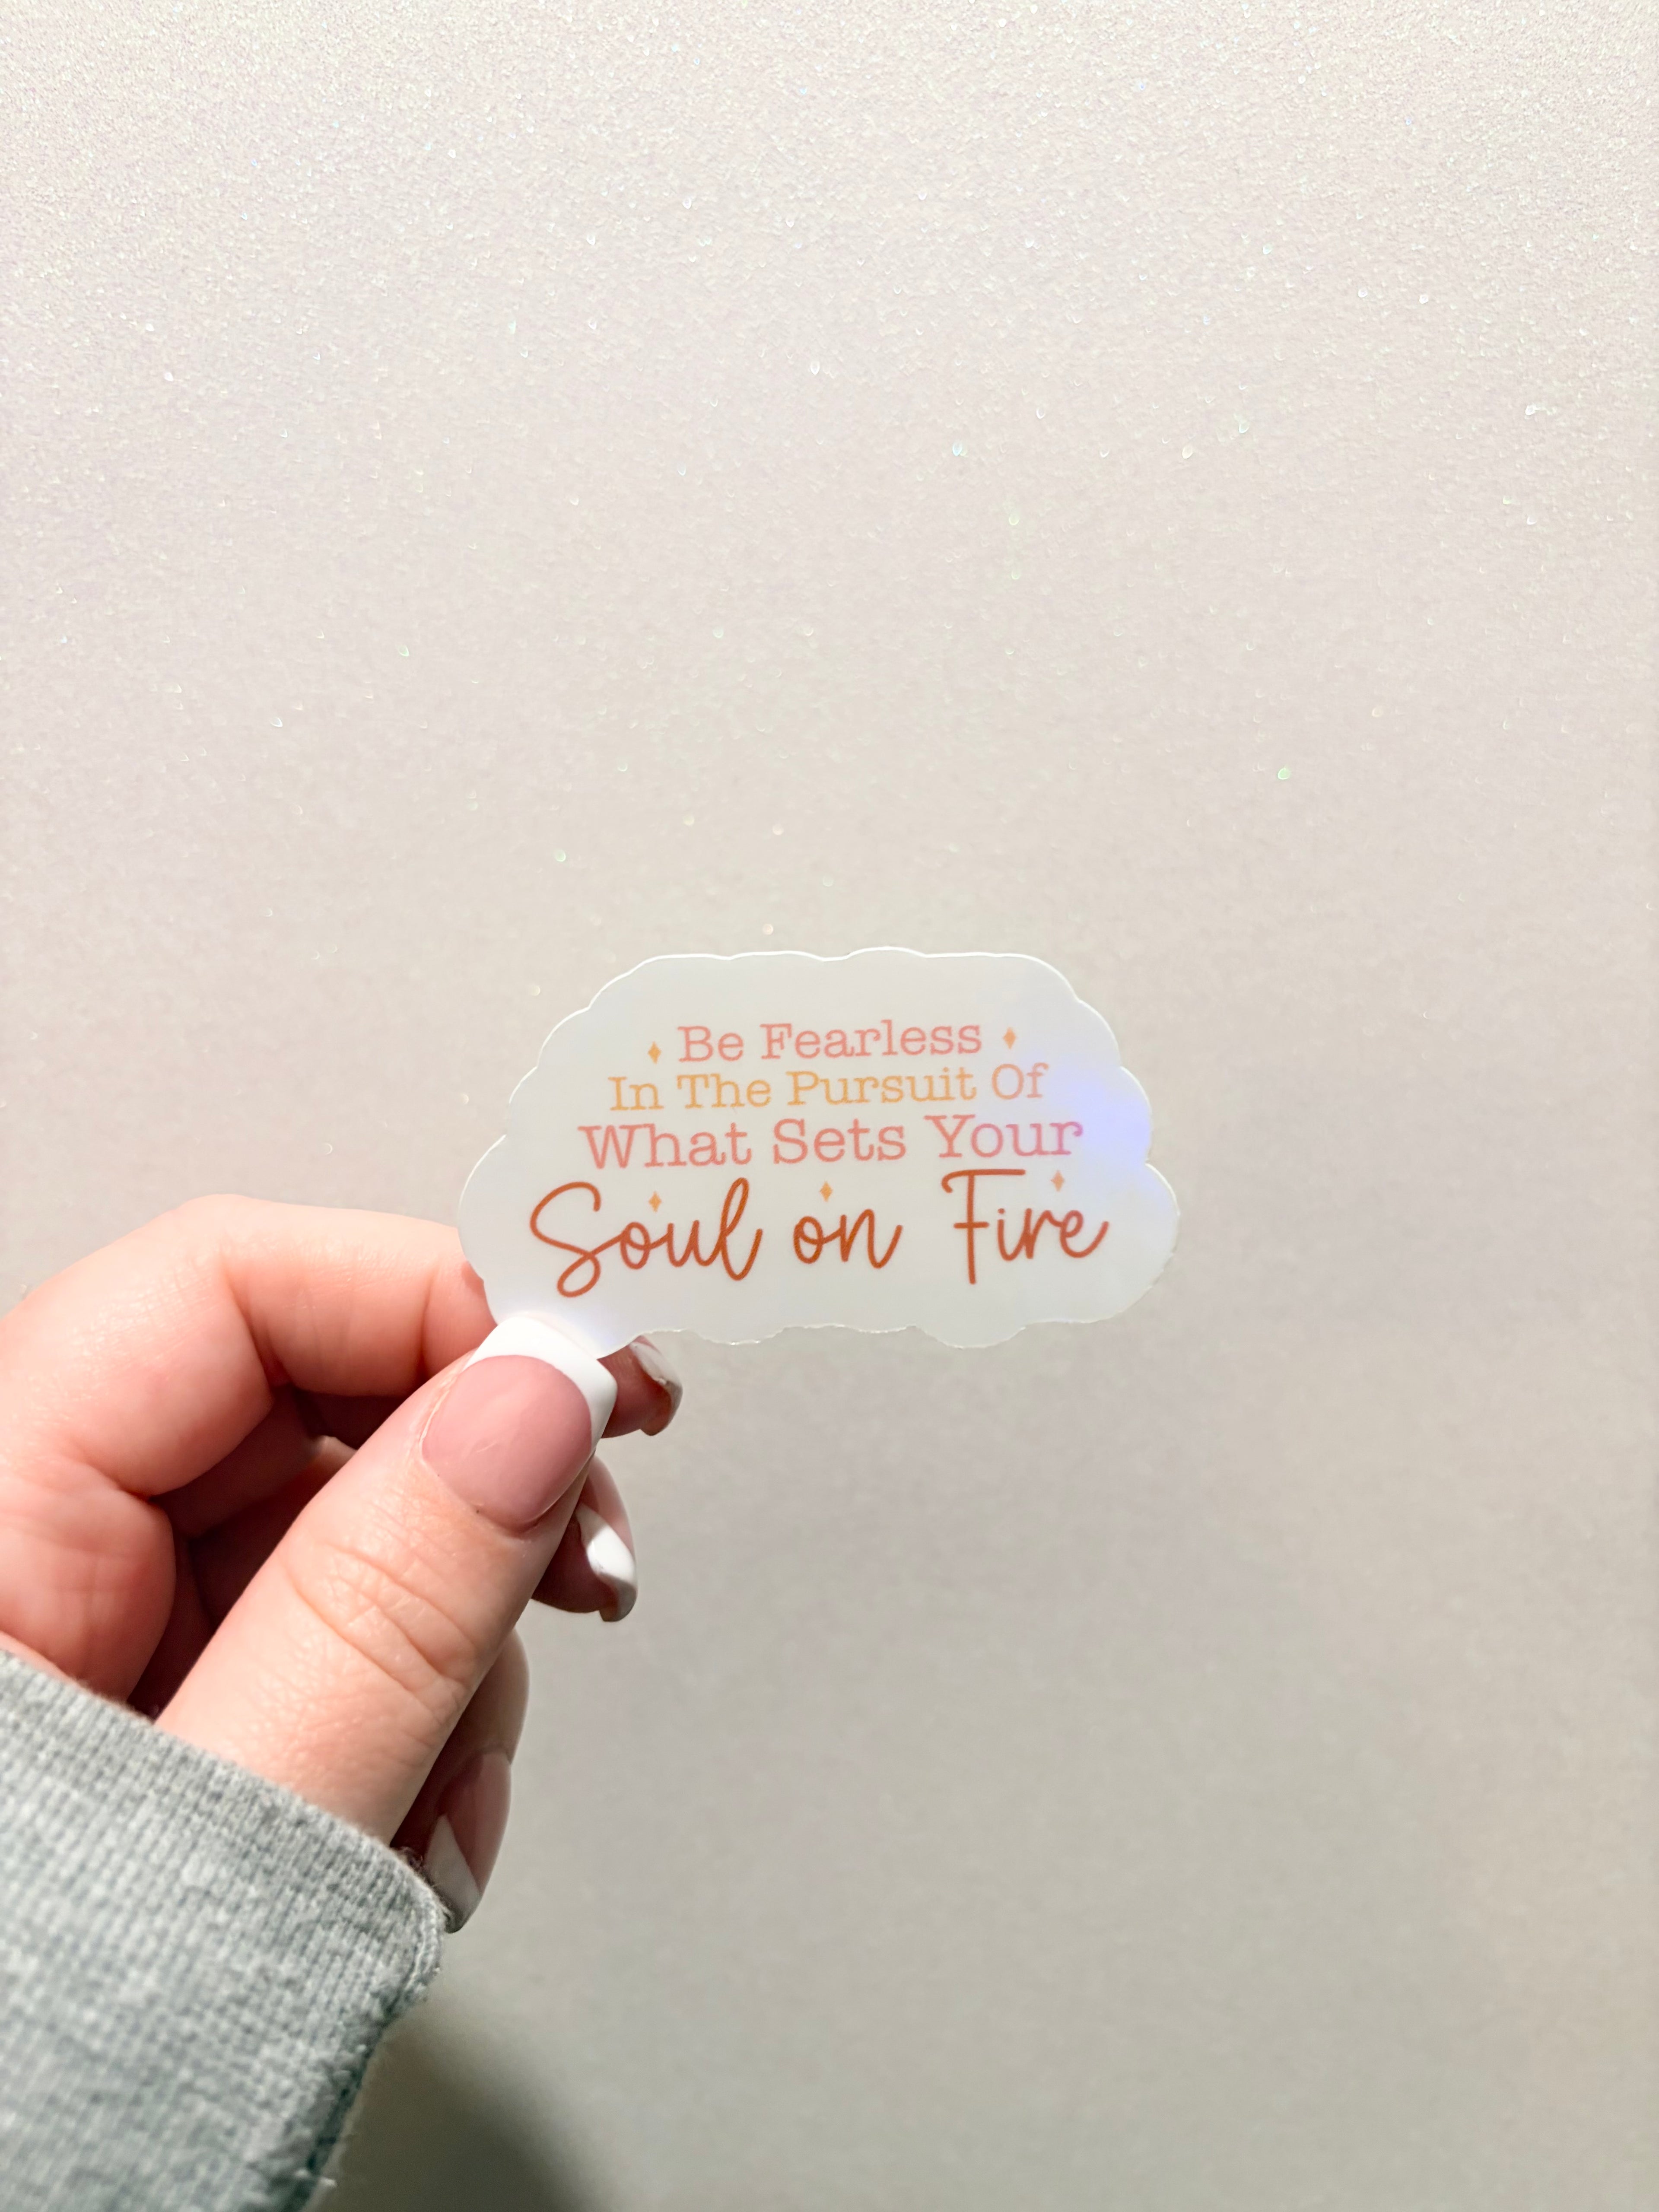 Be Fearless
In The Pursuit Of
What Sets Your
Soul on Fire